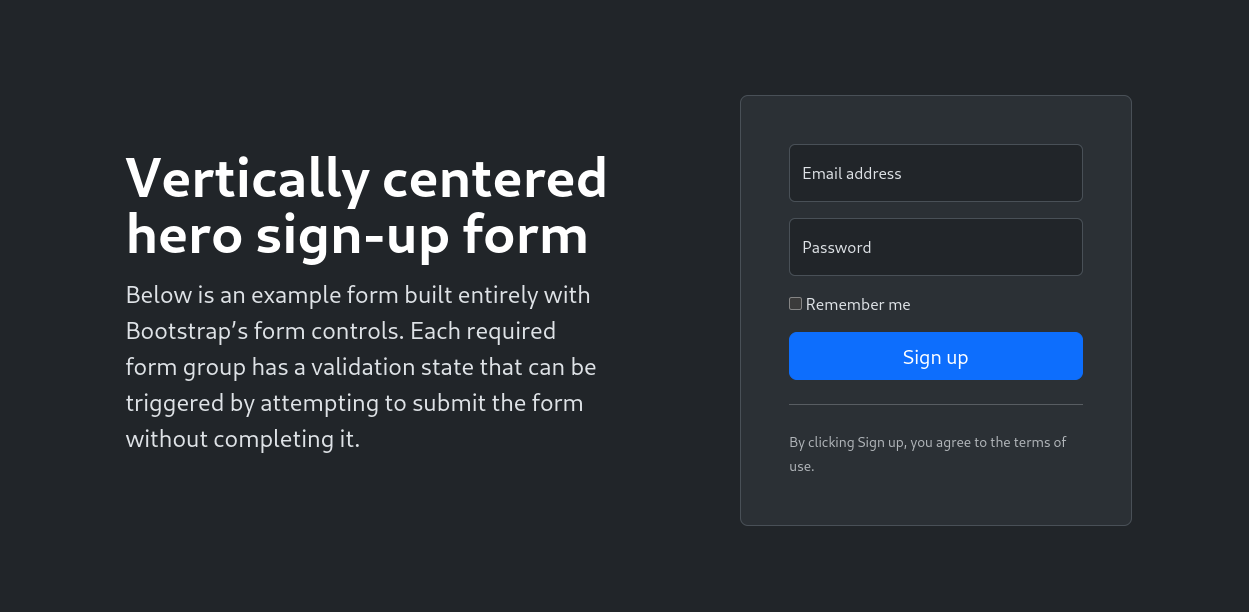 Vertically centered
hero sign-up form
Below is an example form built entirely with
Bootstrap’s form controls. Each required
form group has a validation state that can be
triggered by attempting to submit the form
without completing it.
Email address
Password
Remember me
Sign up
By clicking Sign up, you agree to the terms of
use.